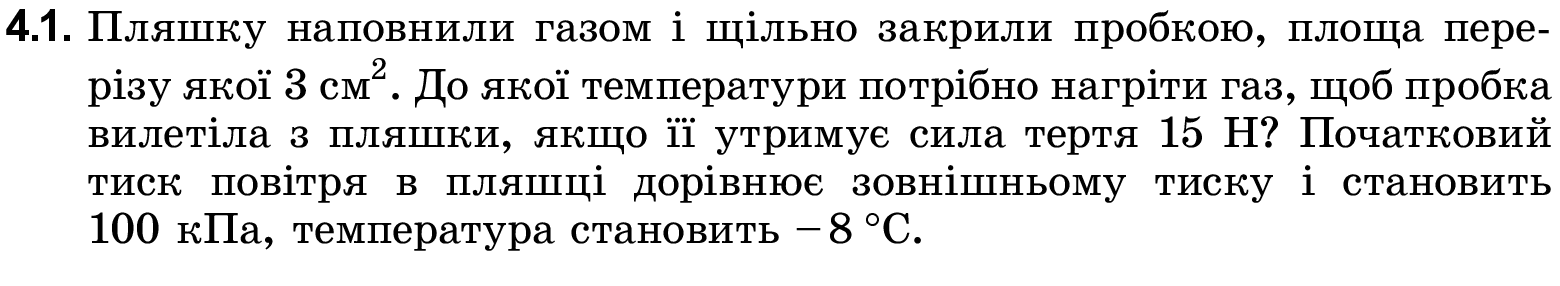 4.1. Пляшку наповнили газом і щільно закрили пробкою, площа пере-
різу якої 3 см². До якої температури потрібно нагріти газ, щоб пробка
вилетіла з пляшки, якщо її утримує сила тертя 15 Н? Початковий
тиск повітря в пляшці дорівнює зовнішньому тиску і становить
100 кПа, температура становить −8 °С.